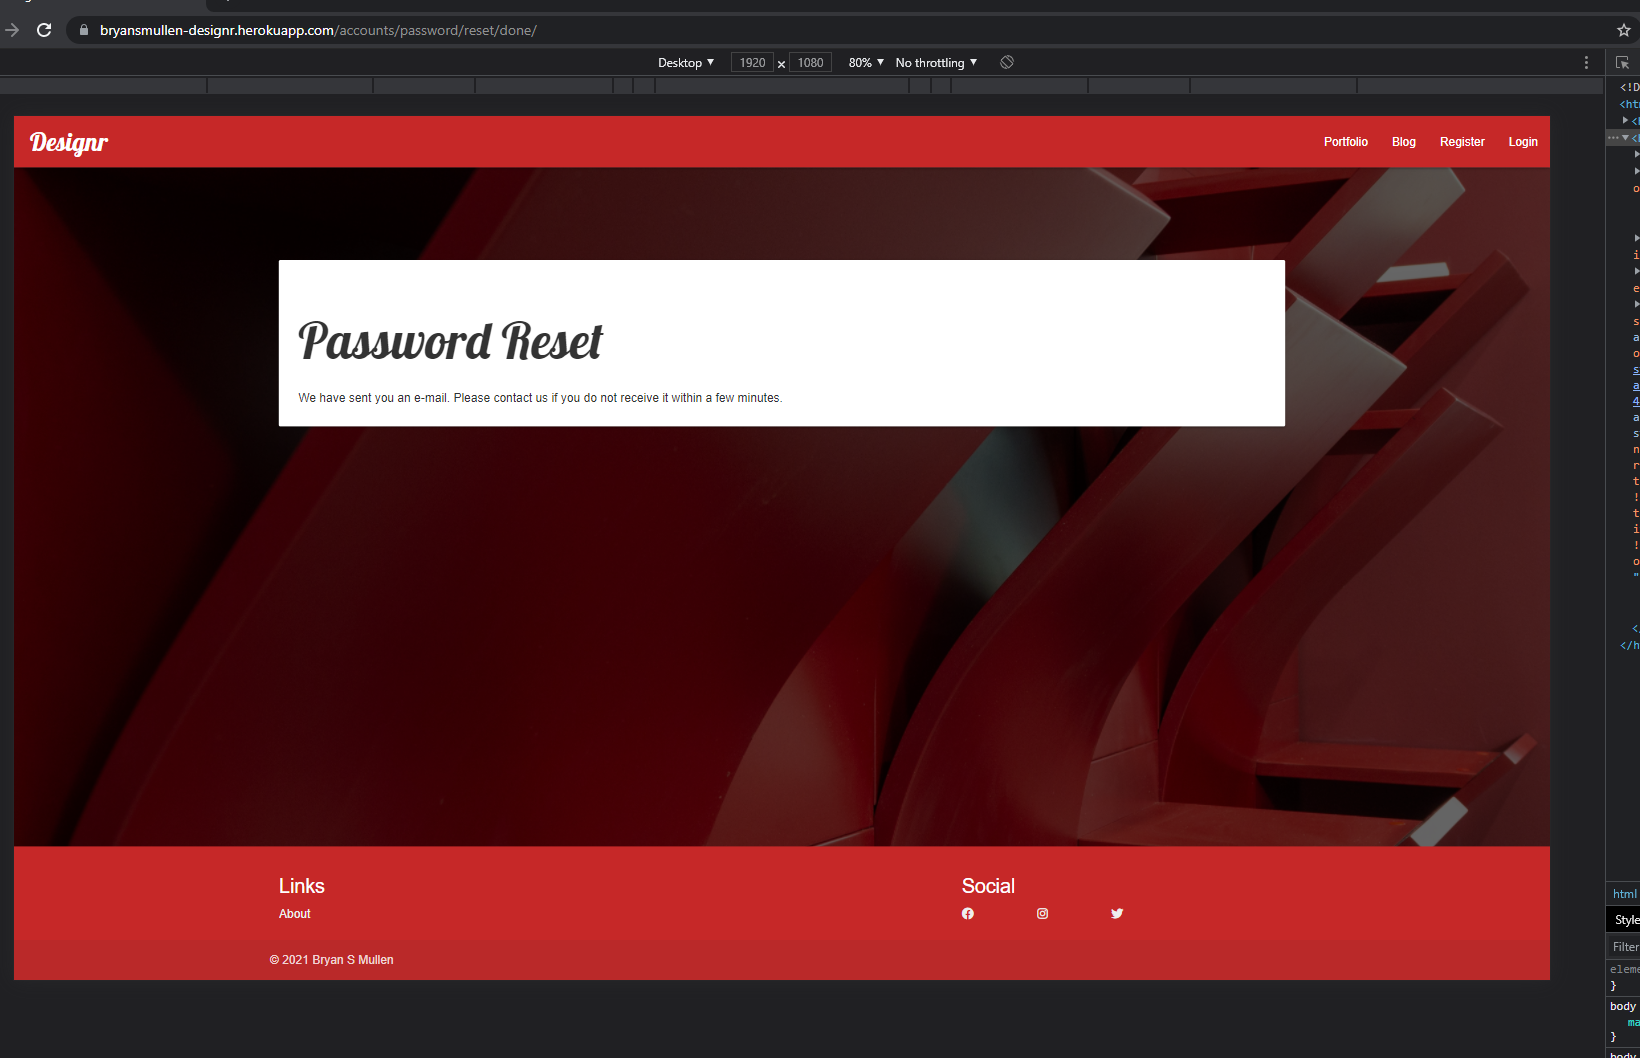 bryansmullen-designr.herokuapp.com/accounts/password/reset/done/
Desktop ▼ 1920 × 1080 80% ▼ No throttling ▼
Designr
Portfolio Blog Register Login
Password Reset
We have sent you an e-mail. Please contact us if you do not receive it within a few minutes.
Links
About
Social
© 2021 Bryan S Mullen
<!D
<ht
</h
html
Style
Filter
eleme
}
body
ma
}
body